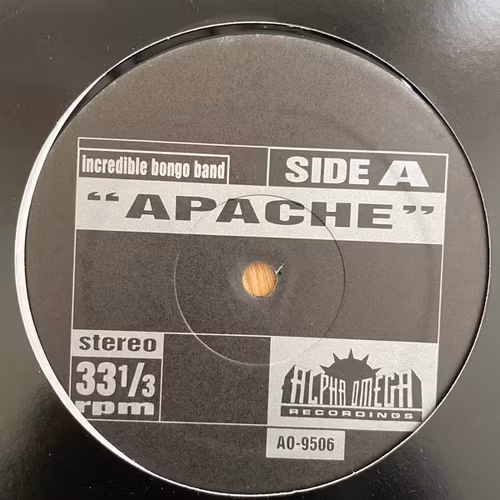 incredible bongo band
SIDE A
"APACHE"
stereo
33 1/3
rpm
ALPHA OMEGA
RECORDINGS
AO-9506